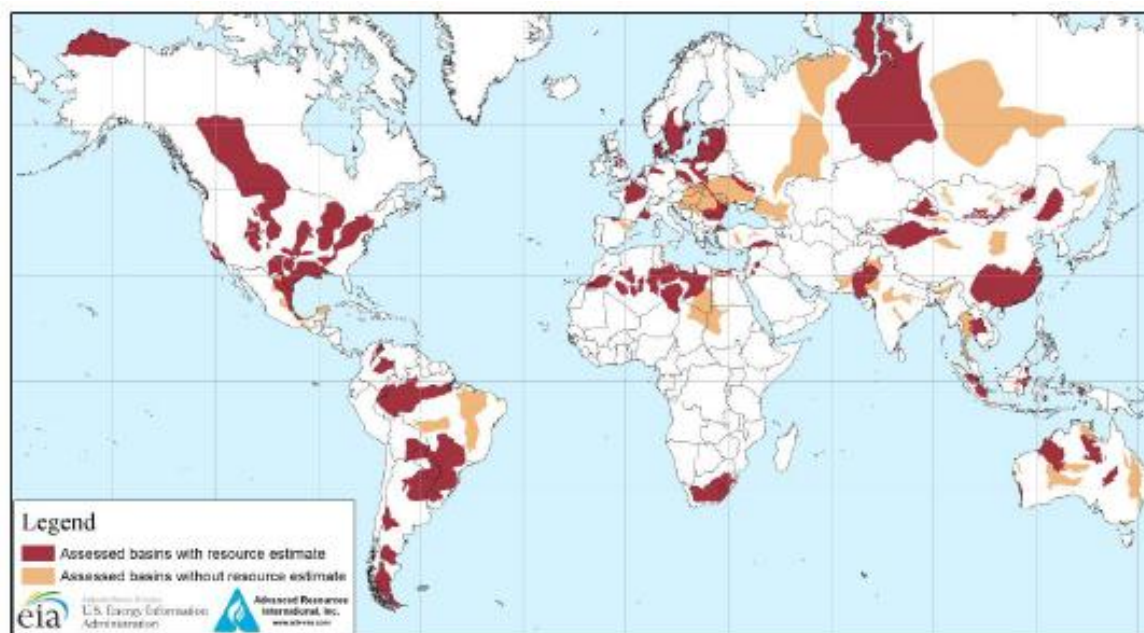 Legend
Assessed basins with resource estimate
Assessed basins without resource estimate
eia
U.S. Energy Information
Administration
Advanced Resources
International, Inc.